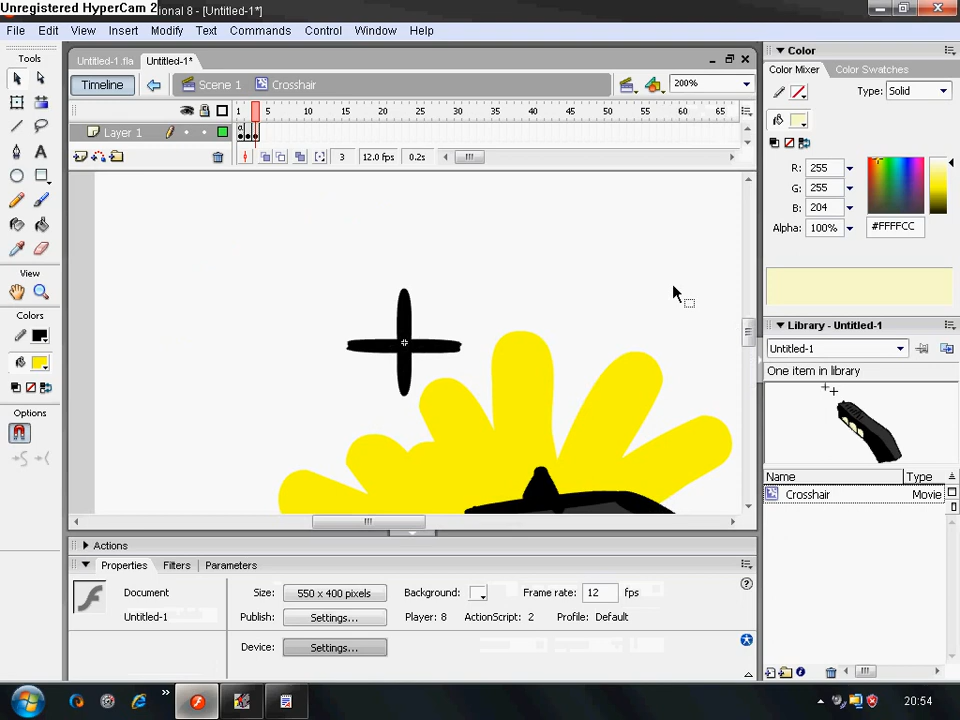 Unregistered HyperCam 2
ional 8 - [Untitled-1*]
File Edit View Insert Modify Text Commands Control Window Help
Tools
View
Colors
Options
Untitled-1.fla Untitled-1*
Timeline Scene 1 Crosshair 200%
1 5 10 15 20 25 30 35 40 45 50 55 60 65
Layer 1
3 12.0 fps 0.2s
Color
Color Mixer Color Swatches
Type: Solid
R: 255
G: 255
B: 204
Alpha: 100% #FFFFCC
Library - Untitled-1
Untitled-1
One item in library
Name Type
Crosshair Movie
Actions
Properties Filters Parameters
Document Size: 550 x 400 pixels Background: Frame rate: 12 fps
Untitled-1 Publish: Settings... Player: 8 ActionScript: 2 Profile: Default
Device: Settings...
20:54